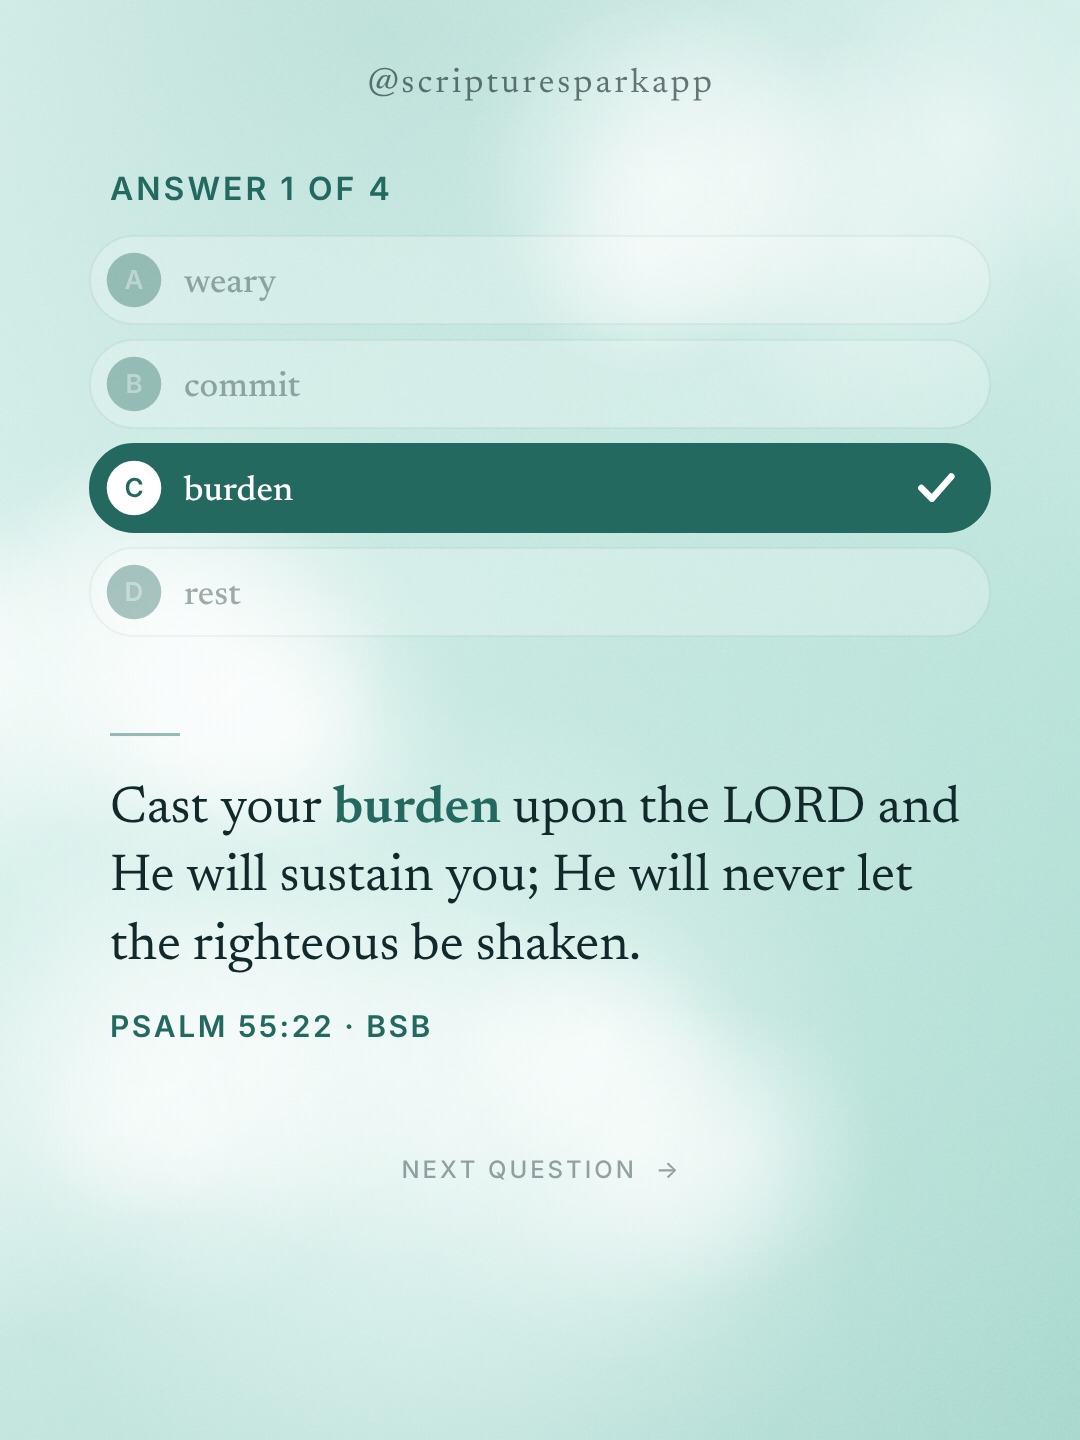 @scripturesparkapp
ANSWER 1 OF 4
A weary
B commit
C burden
D rest
Cast your burden upon the LORD and
He will sustain you; He will never let
the righteous be shaken.
PSALM 55:22 · BSB
NEXT QUESTION →